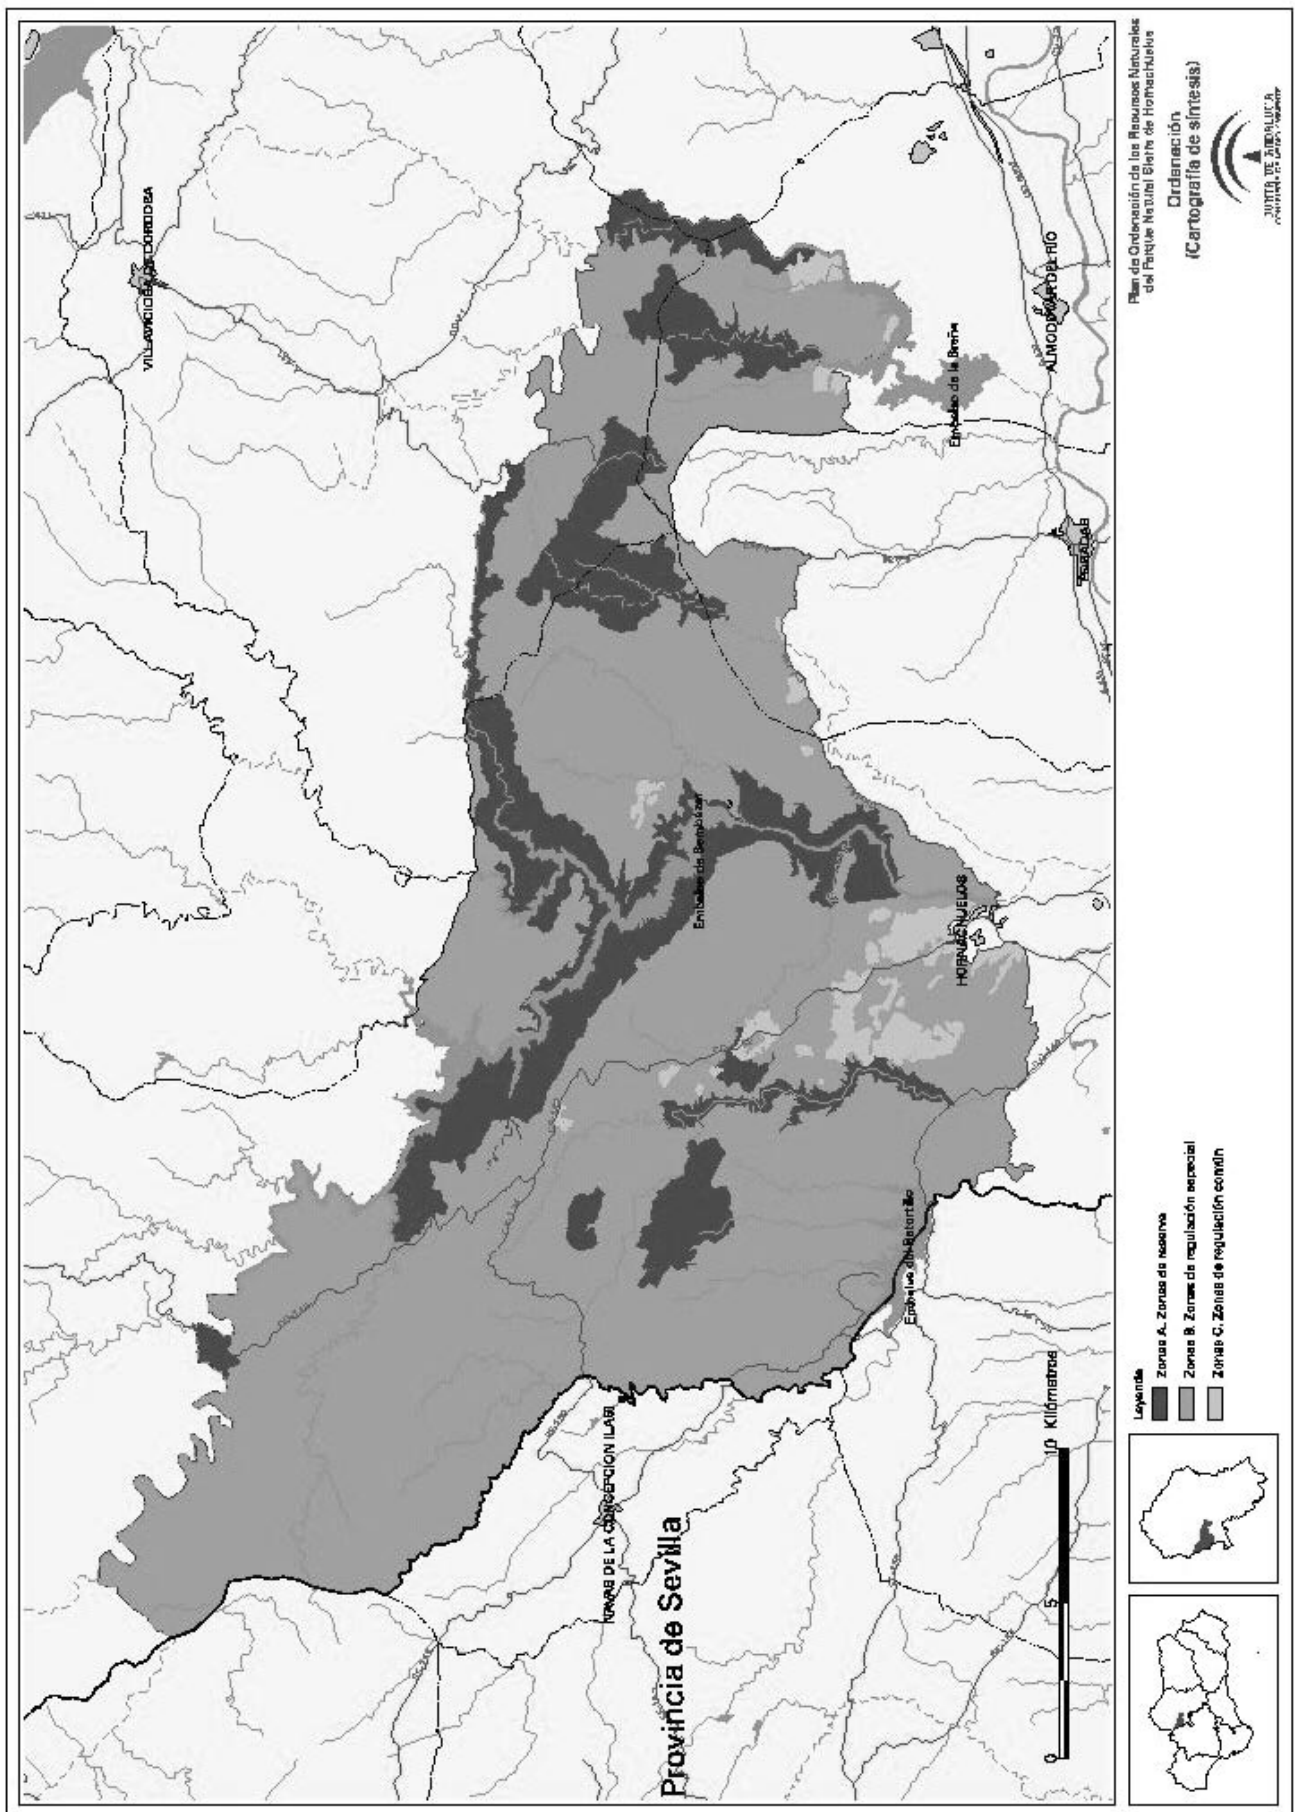 Plan de Ordenación de los Recursos Naturales
del Parque Natural Sierra de Hornachuelos
Ordenación
(Cartografía de síntesis)
JUNTA DE ANDALUCIA
VILLAVICIOSA DE CORDOBA
ALMODOVAR DEL RÍO
Embalse de la Breña
POSADAS
Embalse de Bembézar
HORNACHUELOS
Embalse del Retortillo
NAVAS DE LA CONCEPCION (LAS)
Provincia de Sevilla
0 5 10 Kilómetros
Leyenda
Zonas A. Zonas de reserva
Zonas B. Zonas de regulación especial
Zonas C. Zonas de regulación común